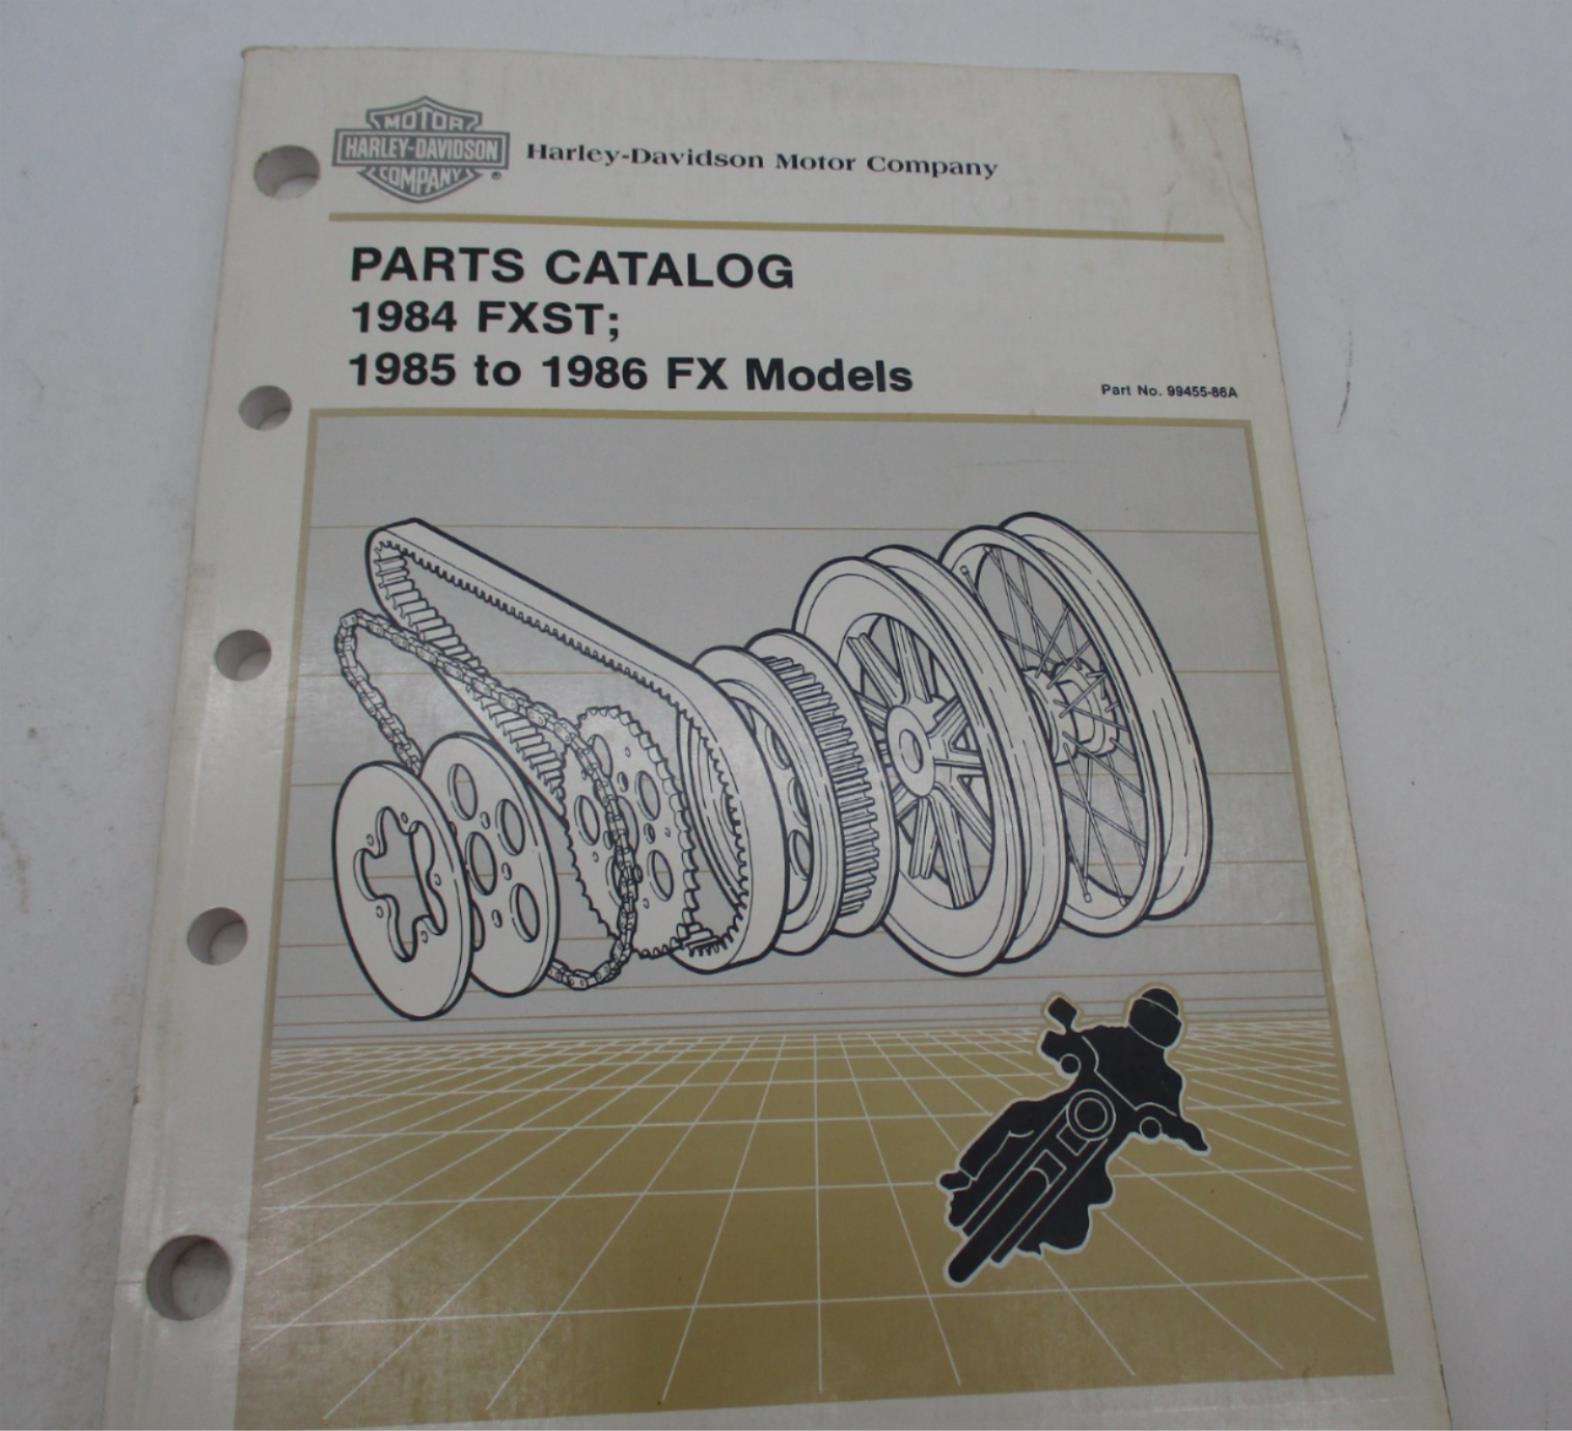 MOTOR
HARLEY-DAVIDSON
COMPANY
®
Harley-Davidson Motor Company
PARTS CATALOG
1984 FXST;
1985 to 1986 FX Models
Part No. 99455-86A